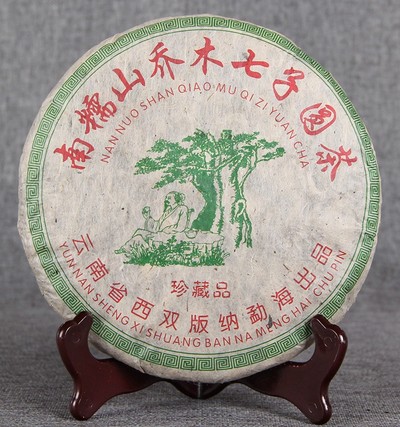 南糯山乔木七子圆茶
NAN NUO SHAN QIAO MU QI ZI YUAN CHA
珍藏品
云南省西双版纳勐海出品
YUN NAN SHENG XI SHUANG BAN NA MENG HAI CHU PIN